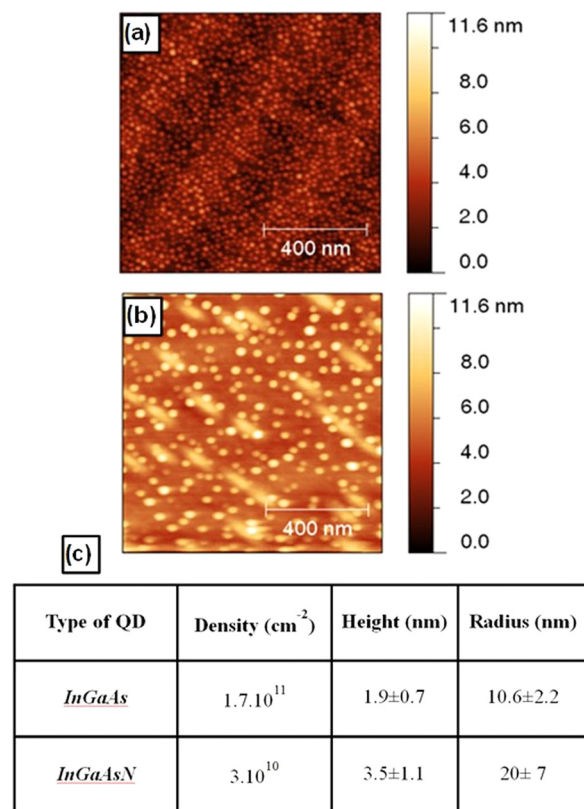 (a)
11.6 nm
8.0
6.0
4.0
2.0
0.0
400 nm
(b)
11.6 nm
8.0
6.0
4.0
2.0
0.0
400 nm
(c)
Type of QD Density (cm⁻²) Height (nm) Radius (nm)
InGaAs 1.7.10¹¹ 1.9±0.7 10.6±2.2
InGaAsN 3.10¹⁰ 3.5±1.1 20± 7